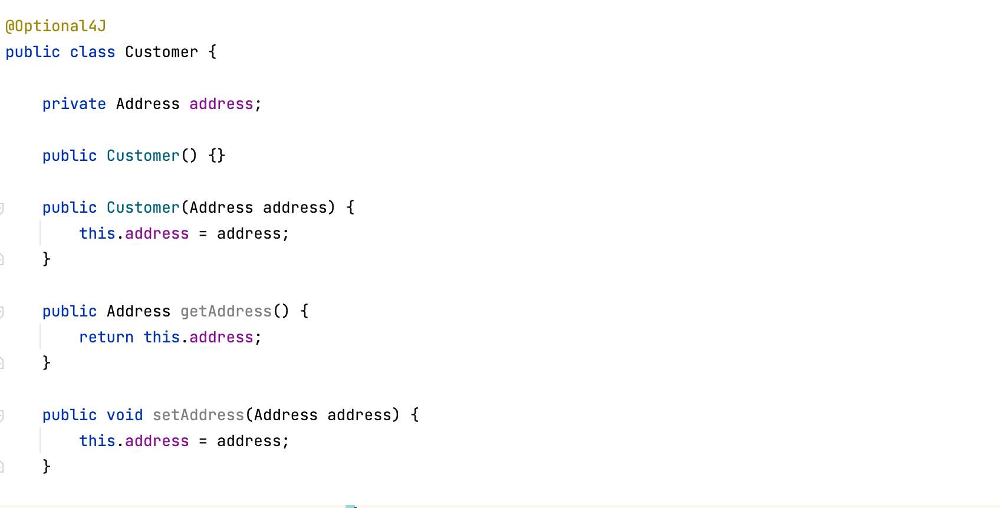 @Optional4J
public class Customer {
    private Address address;
    public Customer() {}
    public Customer(Address address) {
        this.address = address;
    }
    public Address getAddress() {
        return this.address;
    }
    public void setAddress(Address address) {
        this.address = address;
    }